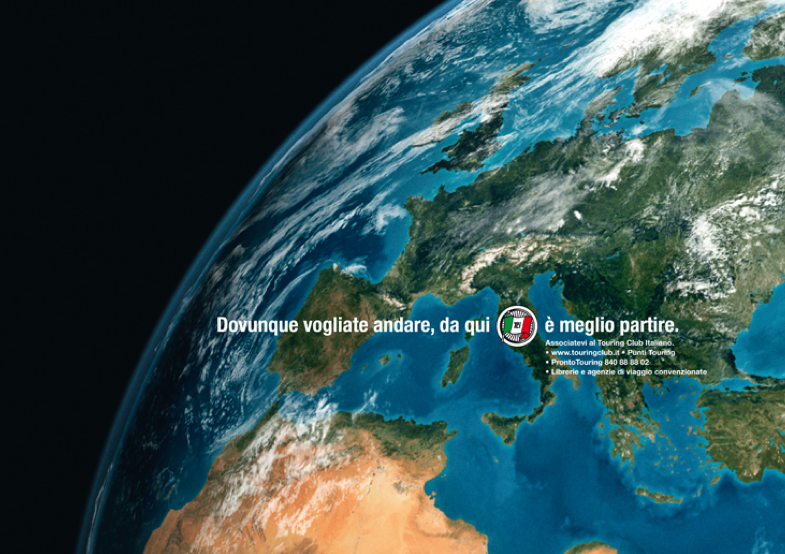 Dovunque vogliate andare, da qui è meglio partire.
Associatevi al Touring Club Italiano.
• www.touringclub.it • Punti Touring
• ProntoTouring 840 88 88 02
• Librerie e agenzie di viaggio convenzionate